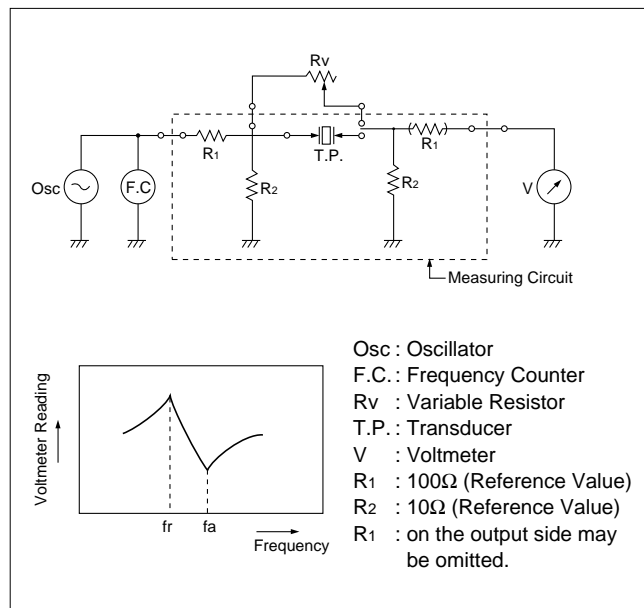 Rv
R1
T.P.
R1
Osc
F.C
R2
R2
V
Measuring Circuit
Voltmeter Reading
fr
fa
Frequency
Osc : Oscillator
F.C. : Frequency Counter
Rv : Variable Resistor
T.P. : Transducer
V : Voltmeter
R1 : 100Ω (Reference Value)
R2 : 10Ω (Reference Value)
R1 : on the output side may
be omitted.